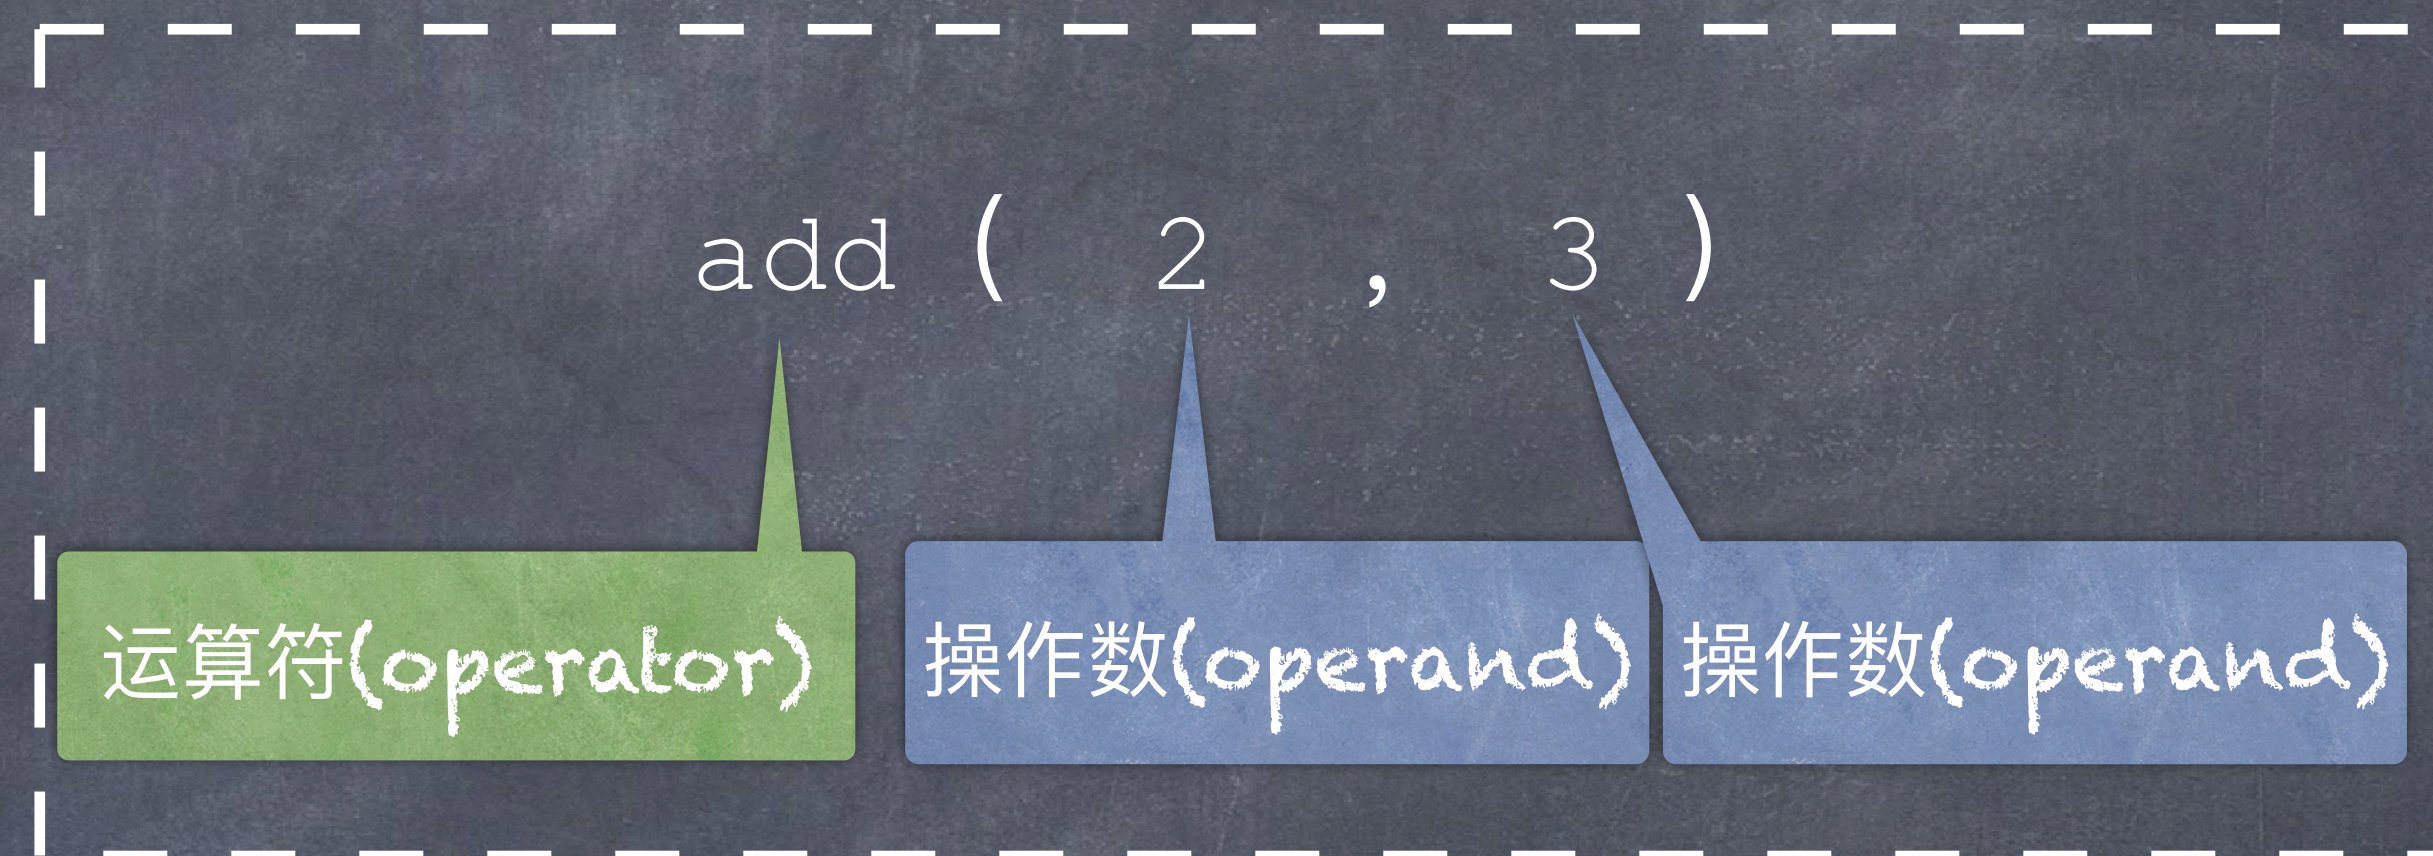 add ( 2 , 3 )
运算符(operator) 操作数(operand) 操作数(operand)